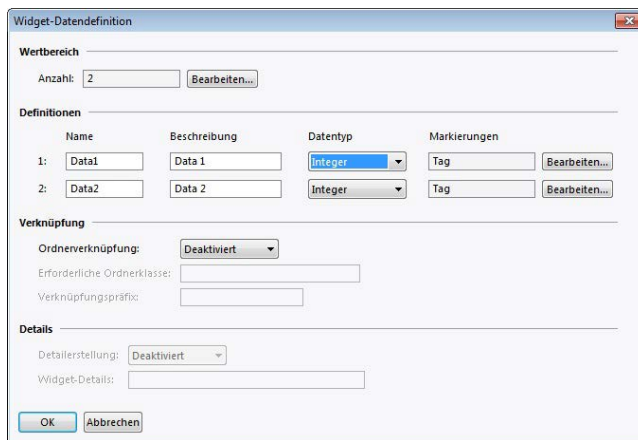 Widget-Datendefinition
Wertbereich
Anzahl: 2 Bearbeiten...
Definitionen
Name Beschreibung Datentyp Markierungen
1: Data1 Data 1 Integer Tag Bearbeiten...
2: Data2 Data 2 Integer Tag Bearbeiten...
Verknüpfung
Ordnerverknüpfung: Deaktiviert
Erforderliche Ordnerklasse:
Verknüpfungspräfix:
Details
Detailerstellung: Deaktiviert
Widget-Details:
OK Abbrechen